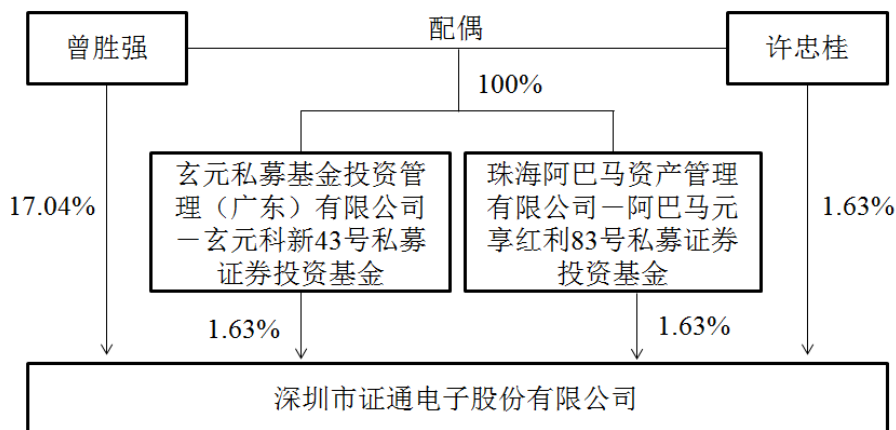 配偶
曾胜强
许忠桂
100%
玄元私募基金投资管
理（广东）有限公司
－玄元科新43号私募
证券投资基金
珠海阿巴马资产管理
有限公司－阿巴马元
享红利83号私募证券
投资基金
17.04%
1.63%
1.63%
1.63%
深圳市证通电子股份有限公司